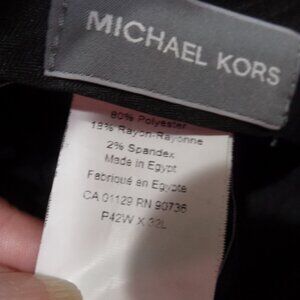 MICHAEL KORS
80% Polyester
18% Rayon-Rayonne
2% Spandex
Made in Egypt
Fabriqué en Egypte
CA 01129 RN 90736
P42W X 32L